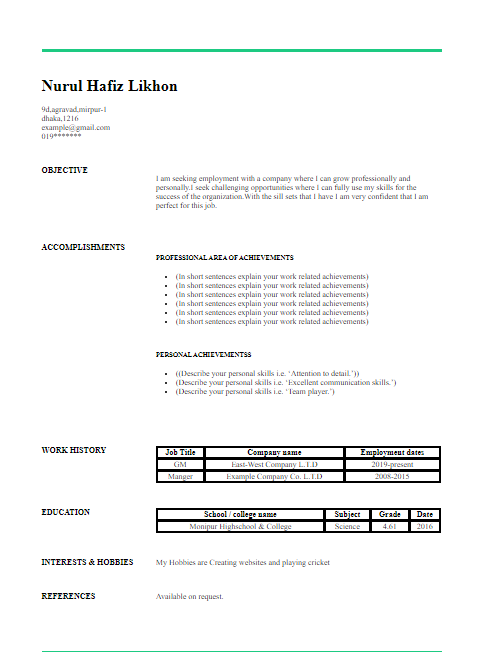 Nurul Hafiz Likhon
9d,agravad,mirpur-1
dhaka,1216
example@gmail.com
019*******
OBJECTIVE
I am seeking employment with a company where I can grow professionally and
personally.I seek challenging opportunities where I can fully use my skills for the
success of the organization.With the sill sets that I have I am very confident that I am
perfect for this job.
ACCOMPLISHMENTS
PROFESSIONAL AREA OF ACHIEVEMENTS
(In short sentences explain your work related achievements)
(In short sentences explain your work related achievements)
(In short sentences explain your work related achievements)
(In short sentences explain your work related achievements)
(In short sentences explain your work related achievements)
(In short sentences explain your work related achievements)
PERSONAL ACHIEVEMENTSS
((Describe your personal skills i.e. ‘Attention to detail.’))
(Describe your personal skills i.e. ‘Excellent communication skills.’)
(Describe your personal skills i.e. ‘Team player.’)
WORK HISTORY
Job Title Company name Employment dates
GM East-West Company L.T.D 2019-present
Manger Example Company Co. L.T.D 2008-2015
EDUCATION
School / college name Subject Grade Date
Monipur Highschool & College Science 4.61 2016
INTERESTS & HOBBIES
My Hobbies are Creating websites and playing cricket
REFERENCES
Available on request.